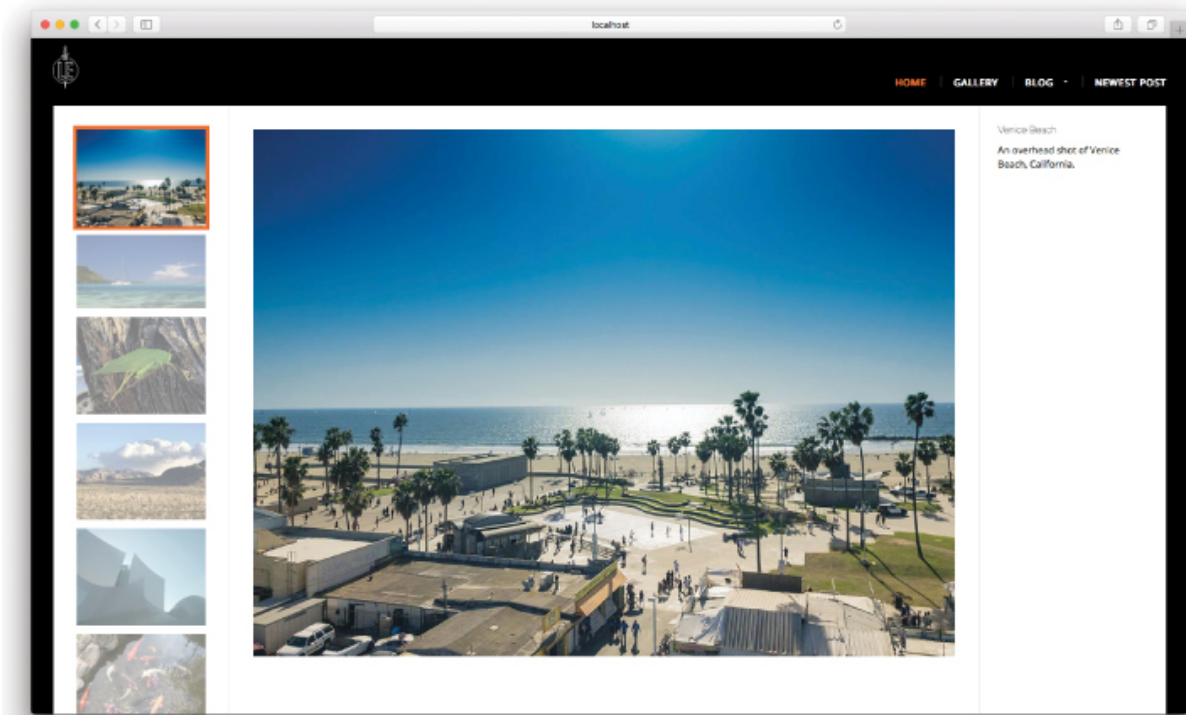 localhost
HOME
GALLERY
BLOG
NEWEST POST
Venice Beach
An overhead shot of Venice
Beach, California.